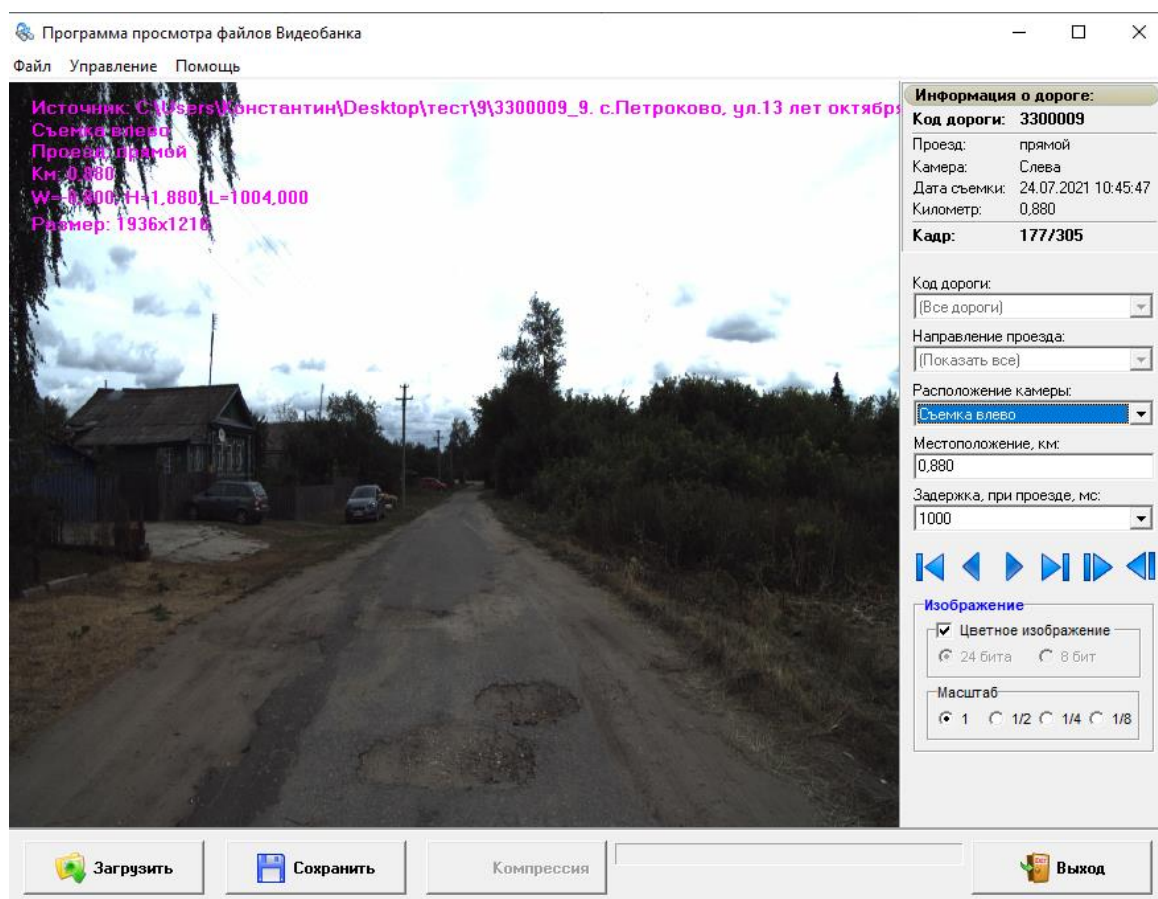 Программа просмотра файлов Видеобанка
Файл Управление Помощь
Источник: C:\Users\Константин\Desktop\тест\9\3300009_9. с.Петроково, ул.13 лет октябр
Съемка влево
Проезд: прямой
Км: 0,880
W=-0,800, H=1,880, L=1004,000
Размер: 1936x1216
Информация о дороге:
Код дороги: 3300009
Проезд: прямой
Камера: Слева
Дата съемки: 24.07.2021 10:45:47
Километр: 0,880
Кадр: 177/305
Код дороги:
(Все дороги)
Направление проезда:
(Показать все)
Расположение камеры:
Съемка влево
Местоположение, км:
0,880
Задержка, при проезде, мс:
1000
Изображение
Цветное изображение
24 бита 8 бит
Масштаб
1 1/2 1/4 1/8
Загрузить Сохранить Компрессия Выход